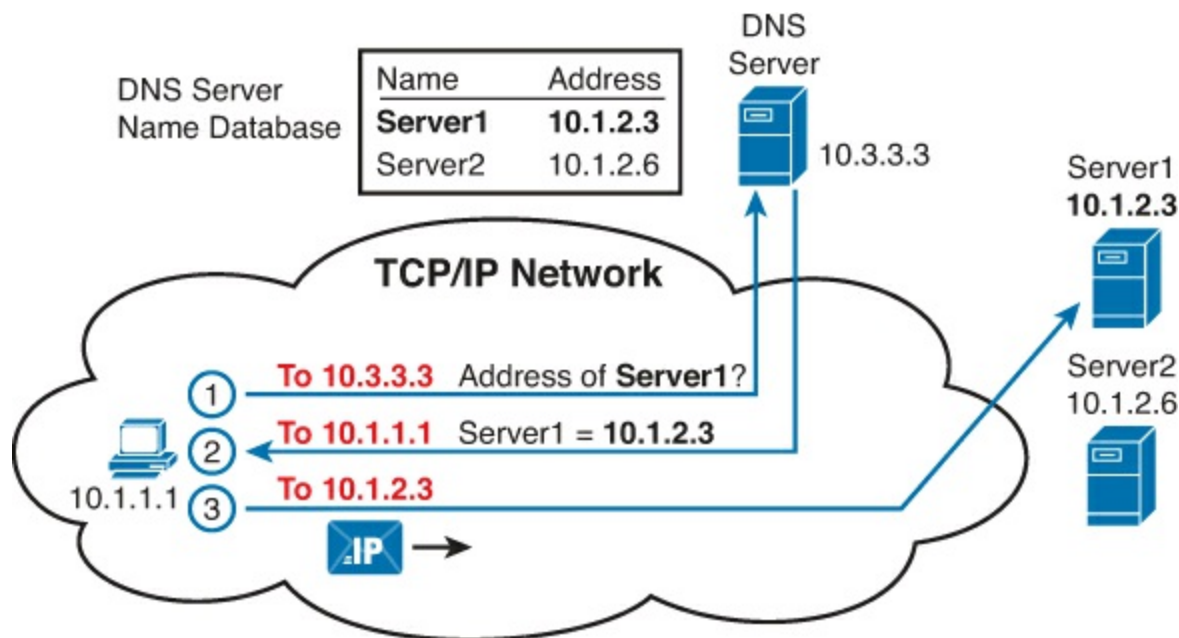 DNS
Server
DNS Server
Name Database
Name Address
Server1 10.1.2.3
Server2 10.1.2.6
10.3.3.3
Server1
10.1.2.3
TCP/IP Network
1 To 10.3.3.3 Address of Server1?
Server2
10.1.2.6
2 To 10.1.1.1 Server1 = 10.1.2.3
10.1.1.1
3 To 10.1.2.3
IP